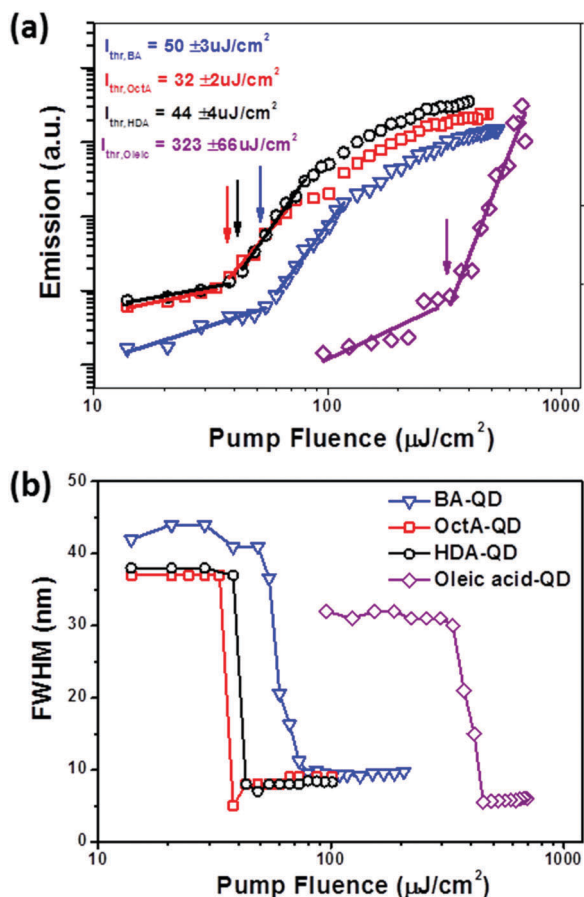 (a)
I_thr,BA = 50 ±3uJ/cm²
I_thr,OctA = 32 ±2uJ/cm²
I_thr,HDA = 44 ±4uJ/cm²
I_thr,Oleic = 323 ±66uJ/cm²
Emission (a.u.)
10 100 1000
Pump Fluence (μJ/cm²)
(b)
50
40
30
20
10
0
FWHM (nm)
BA-QD
OctA-QD
HDA-QD
Oleic acid-QD
10 100 1000
Pump Fluence (μJ/cm²)